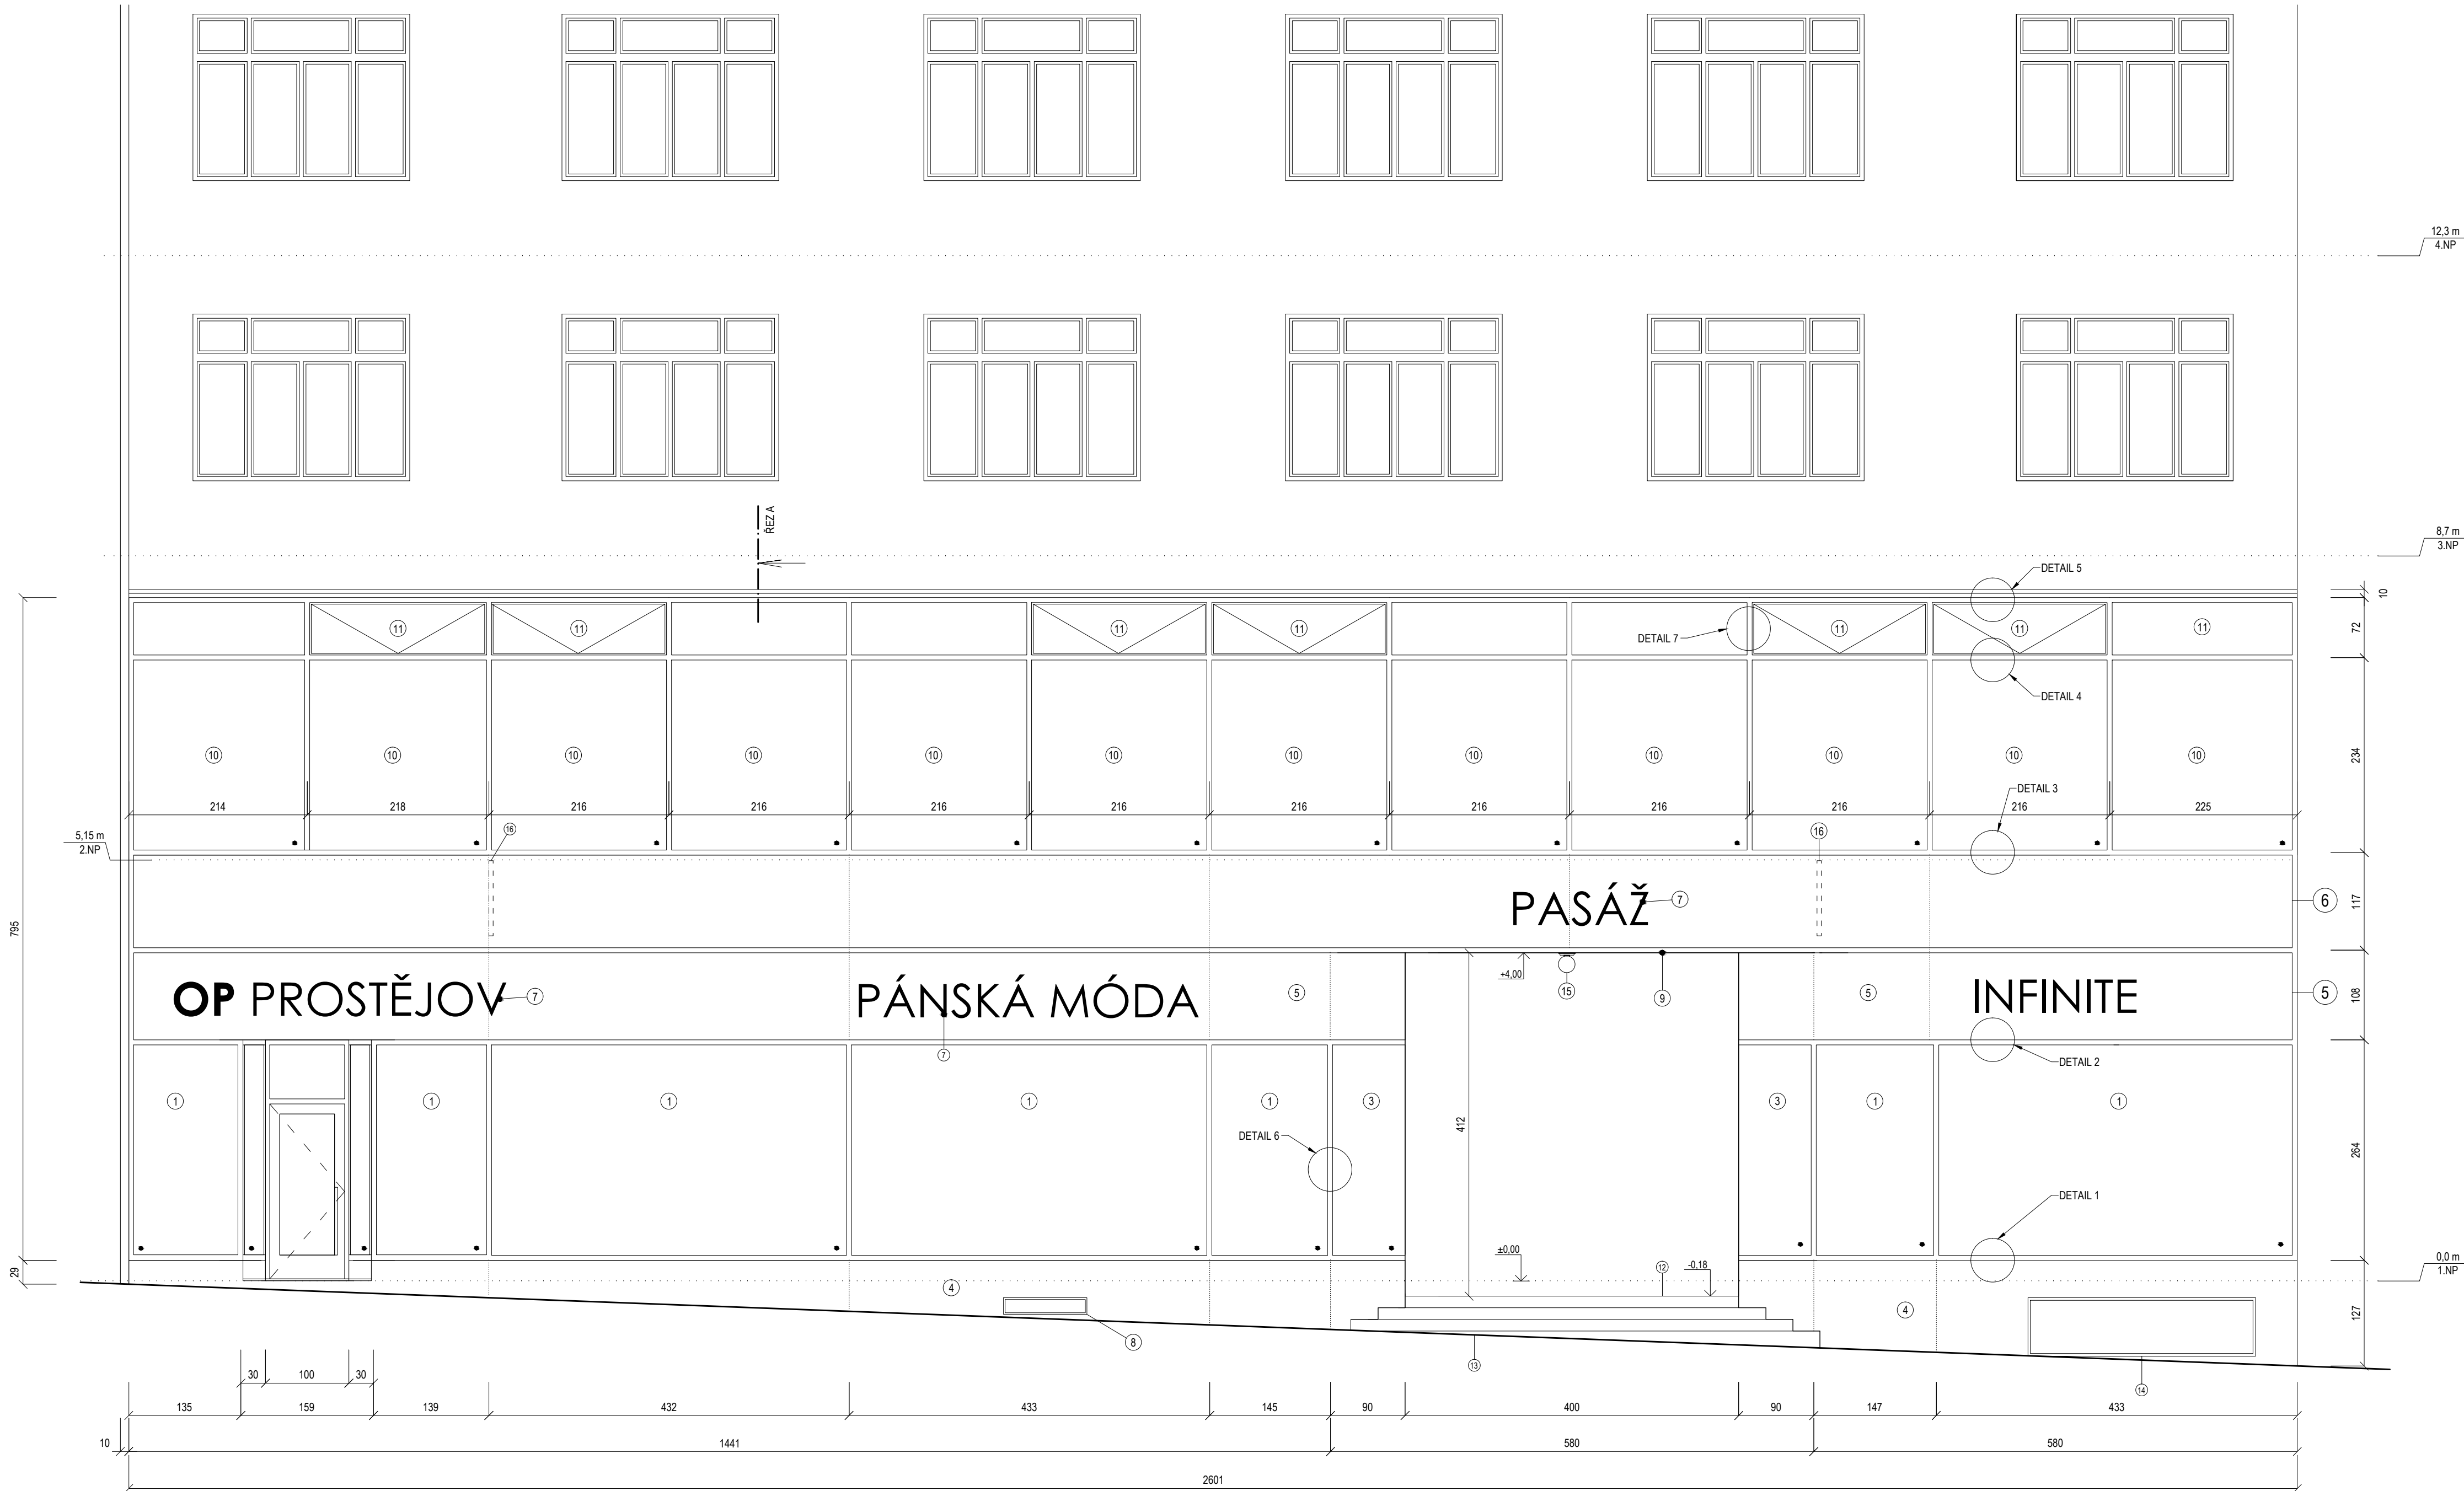 12,3 m
4.NP
ŘEZ A
8,7 m
3.NP
DETAIL 5
10
11 11 11 11 11 11 11
72
DETAIL 7
DETAIL 4
10 10 10 10 10 10 10 10 10 10 10 10
234
DETAIL 3
214 218 216 216 216 216 216 216 216 216 216 225
5,15 m
2.NP
16
16
PASÁŽ
7
6
117
795
+4,00
15
9
OP PROSTĚJOV
7
PÁNSKÁ MÓDA
7
5
5
INFINITE
5
108
DETAIL 2
1 1 1 1 1 3 3 1 1
412
DETAIL 6
264
DETAIL 1
±0,00
12
-0,18
0,0 m
1.NP
29
4
8
4
13
14
127
30 100 30
135 159 139 432 433 145 90 400 90 147 433
10 1441 580 580
2601